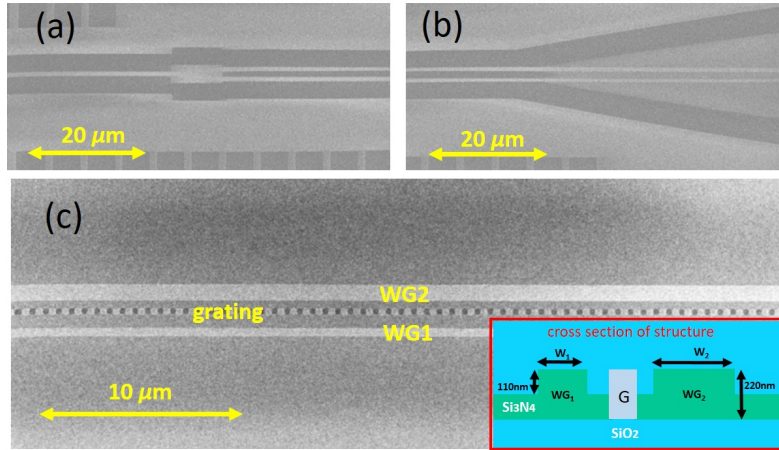 (a)
(b)
20 μm
20 μm
(c)
WG2
grating
WG1
10 μm
cross section of structure
W₁
W₂
110nm
220nm
WG₁
G
WG₂
Si₃N₄
SiO₂